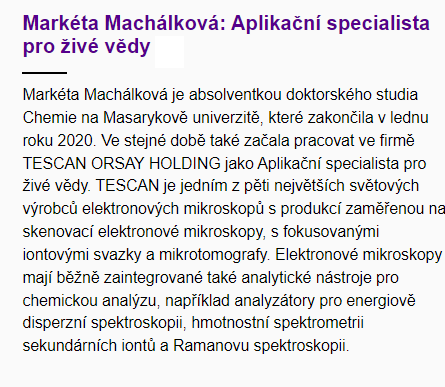 Markéta Machálková: Aplikační specialista
pro živé vědy
Markéta Machálková je absolventkou doktorského studia
Chemie na Masarykově univerzitě, které zakončila v lednu
roku 2020. Ve stejné době také začala pracovat ve firmě
TESCAN ORSAY HOLDING jako Aplikační specialista pro
živé vědy. TESCAN je jedním z pěti největších světových
výrobců elektronových mikroskopů s produkcí zaměřenou na
skenovací elektronové mikroskopy, s fokusovanými
iontovými svazky a mikrotomografy. Elektronové mikroskopy
mají běžně zaintegrované také analytické nástroje pro
chemickou analýzu, například analyzátory pro energiově
disperzní spektroskopii, hmotnostní spektrometrii
sekundárních iontů a Ramanovu spektroskopii.